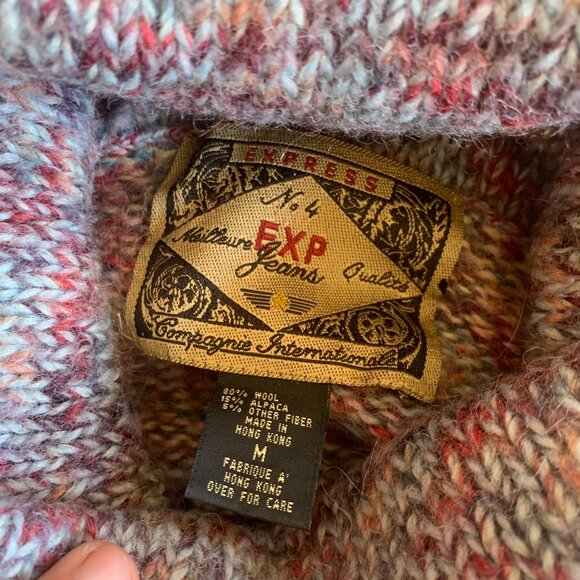 EXPRESS
No. 4
EXP
Meilleure Jeans Qualité
Compagnie Internationale
80% WOOL
15% ALPACA
5% OTHER FIBER
MADE IN
HONG KONG
M
FABRIQUE A'
HONG KONG
OVER FOR CARE